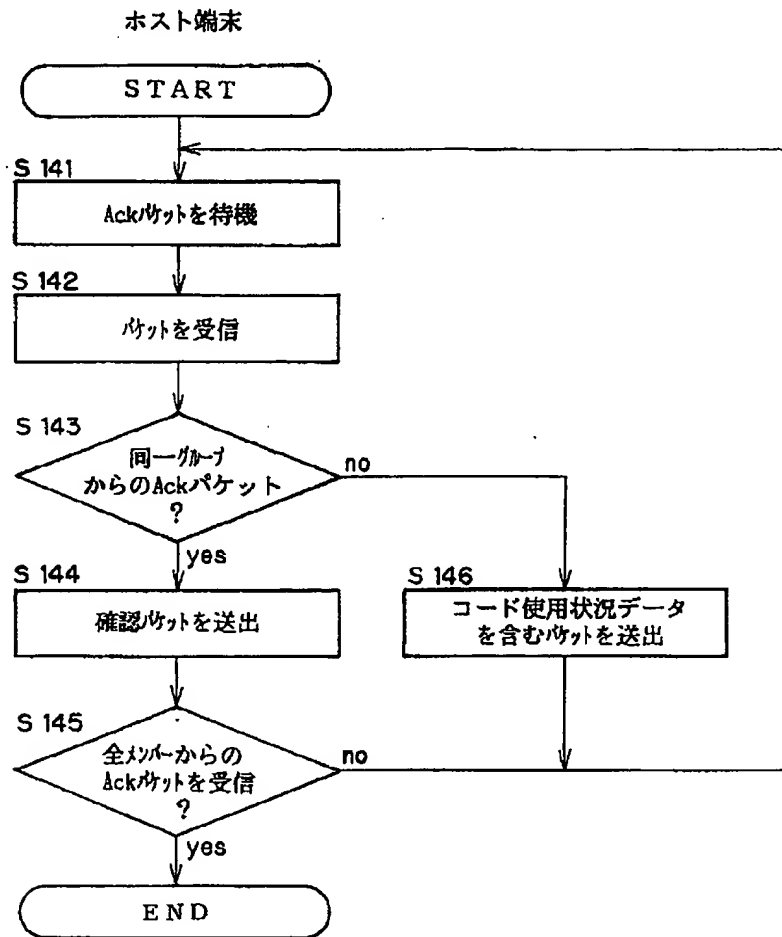 ホスト端末
START
S 141
Ackパケットを待機
S 142
パケットを受信
S 143
同一グループ
からのAckパケット
?
no
yes
S 144
確認パケットを送出
S 146
コード使用状況データ
を含むパケットを送出
S 145
全メンバーからの
Ackパケットを受信
?
no
yes
END